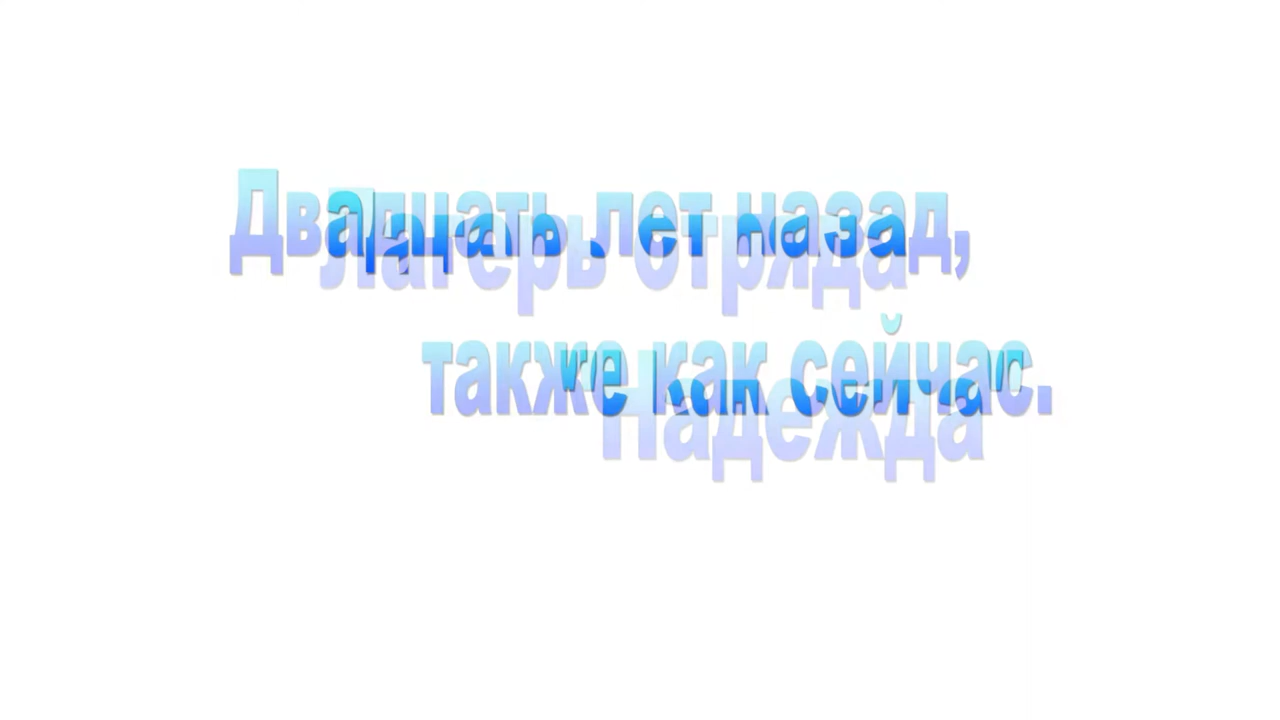 Двадцать лет назад,
Лагерь отряда
также как сейчас.
Надежда